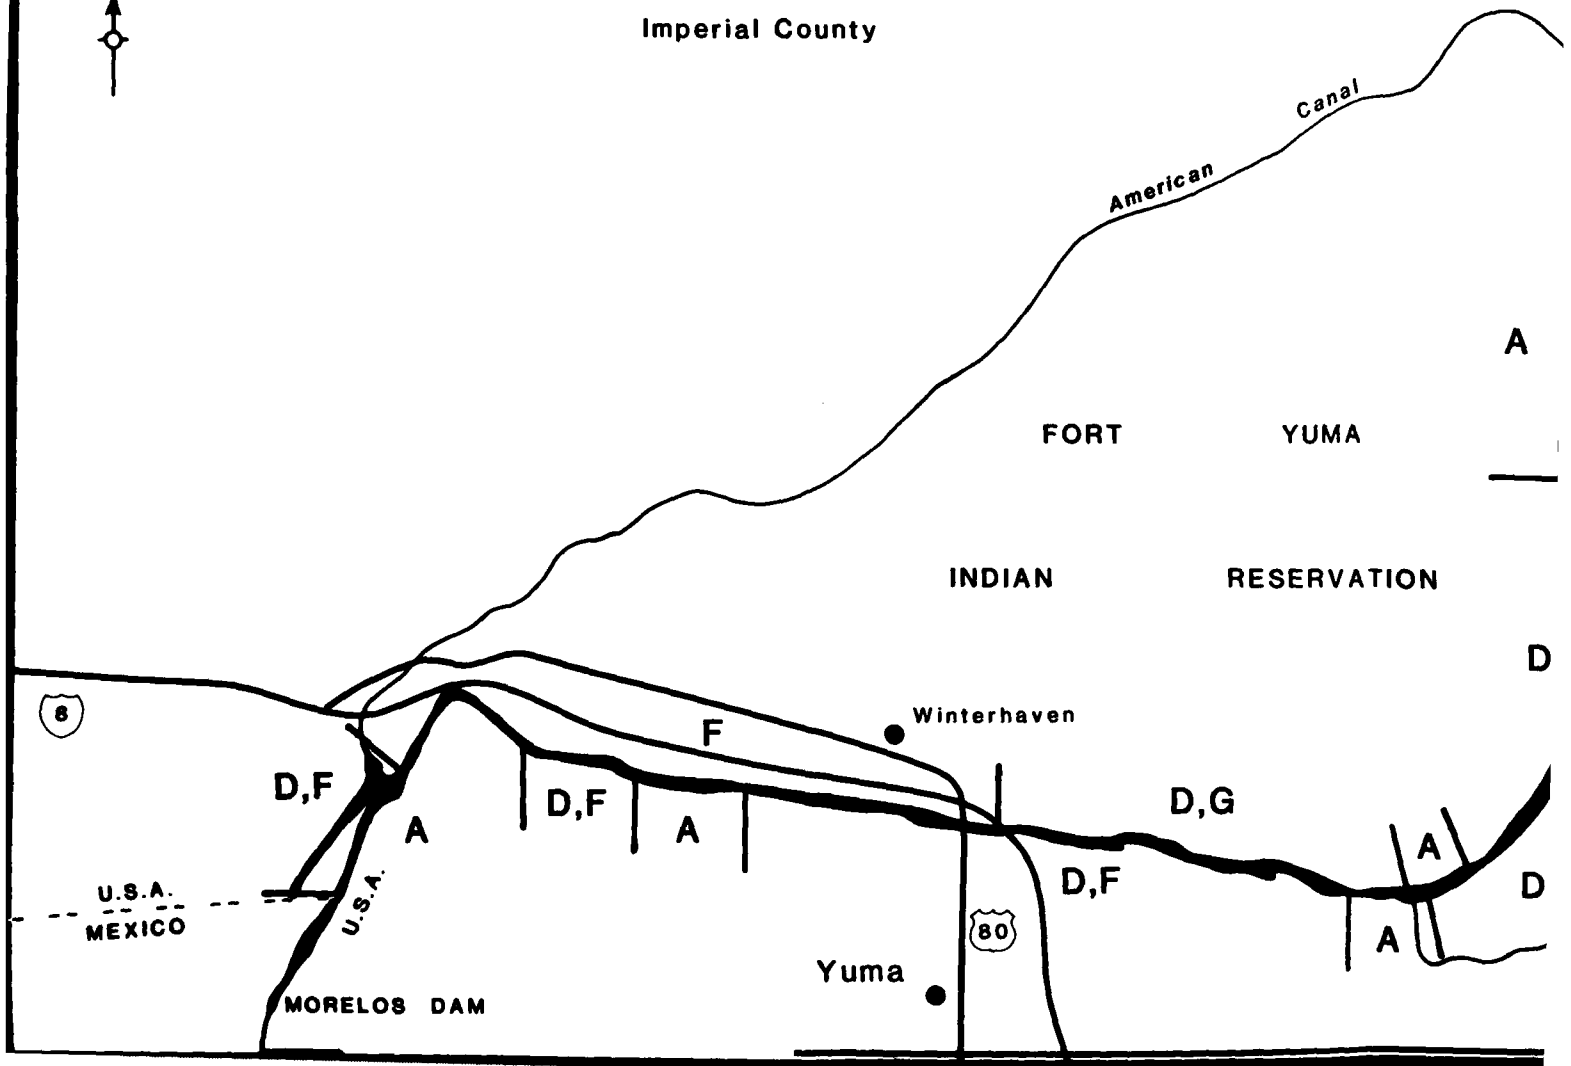 Imperial County
Canal
American
A
FORT YUMA
INDIAN RESERVATION
D
8
Winterhaven
F
D,F
D,F
D,G
A
A
A
D,F
D
U.S.A.
U.S.A.
MEXICO
80
A
Yuma
MORELOS DAM